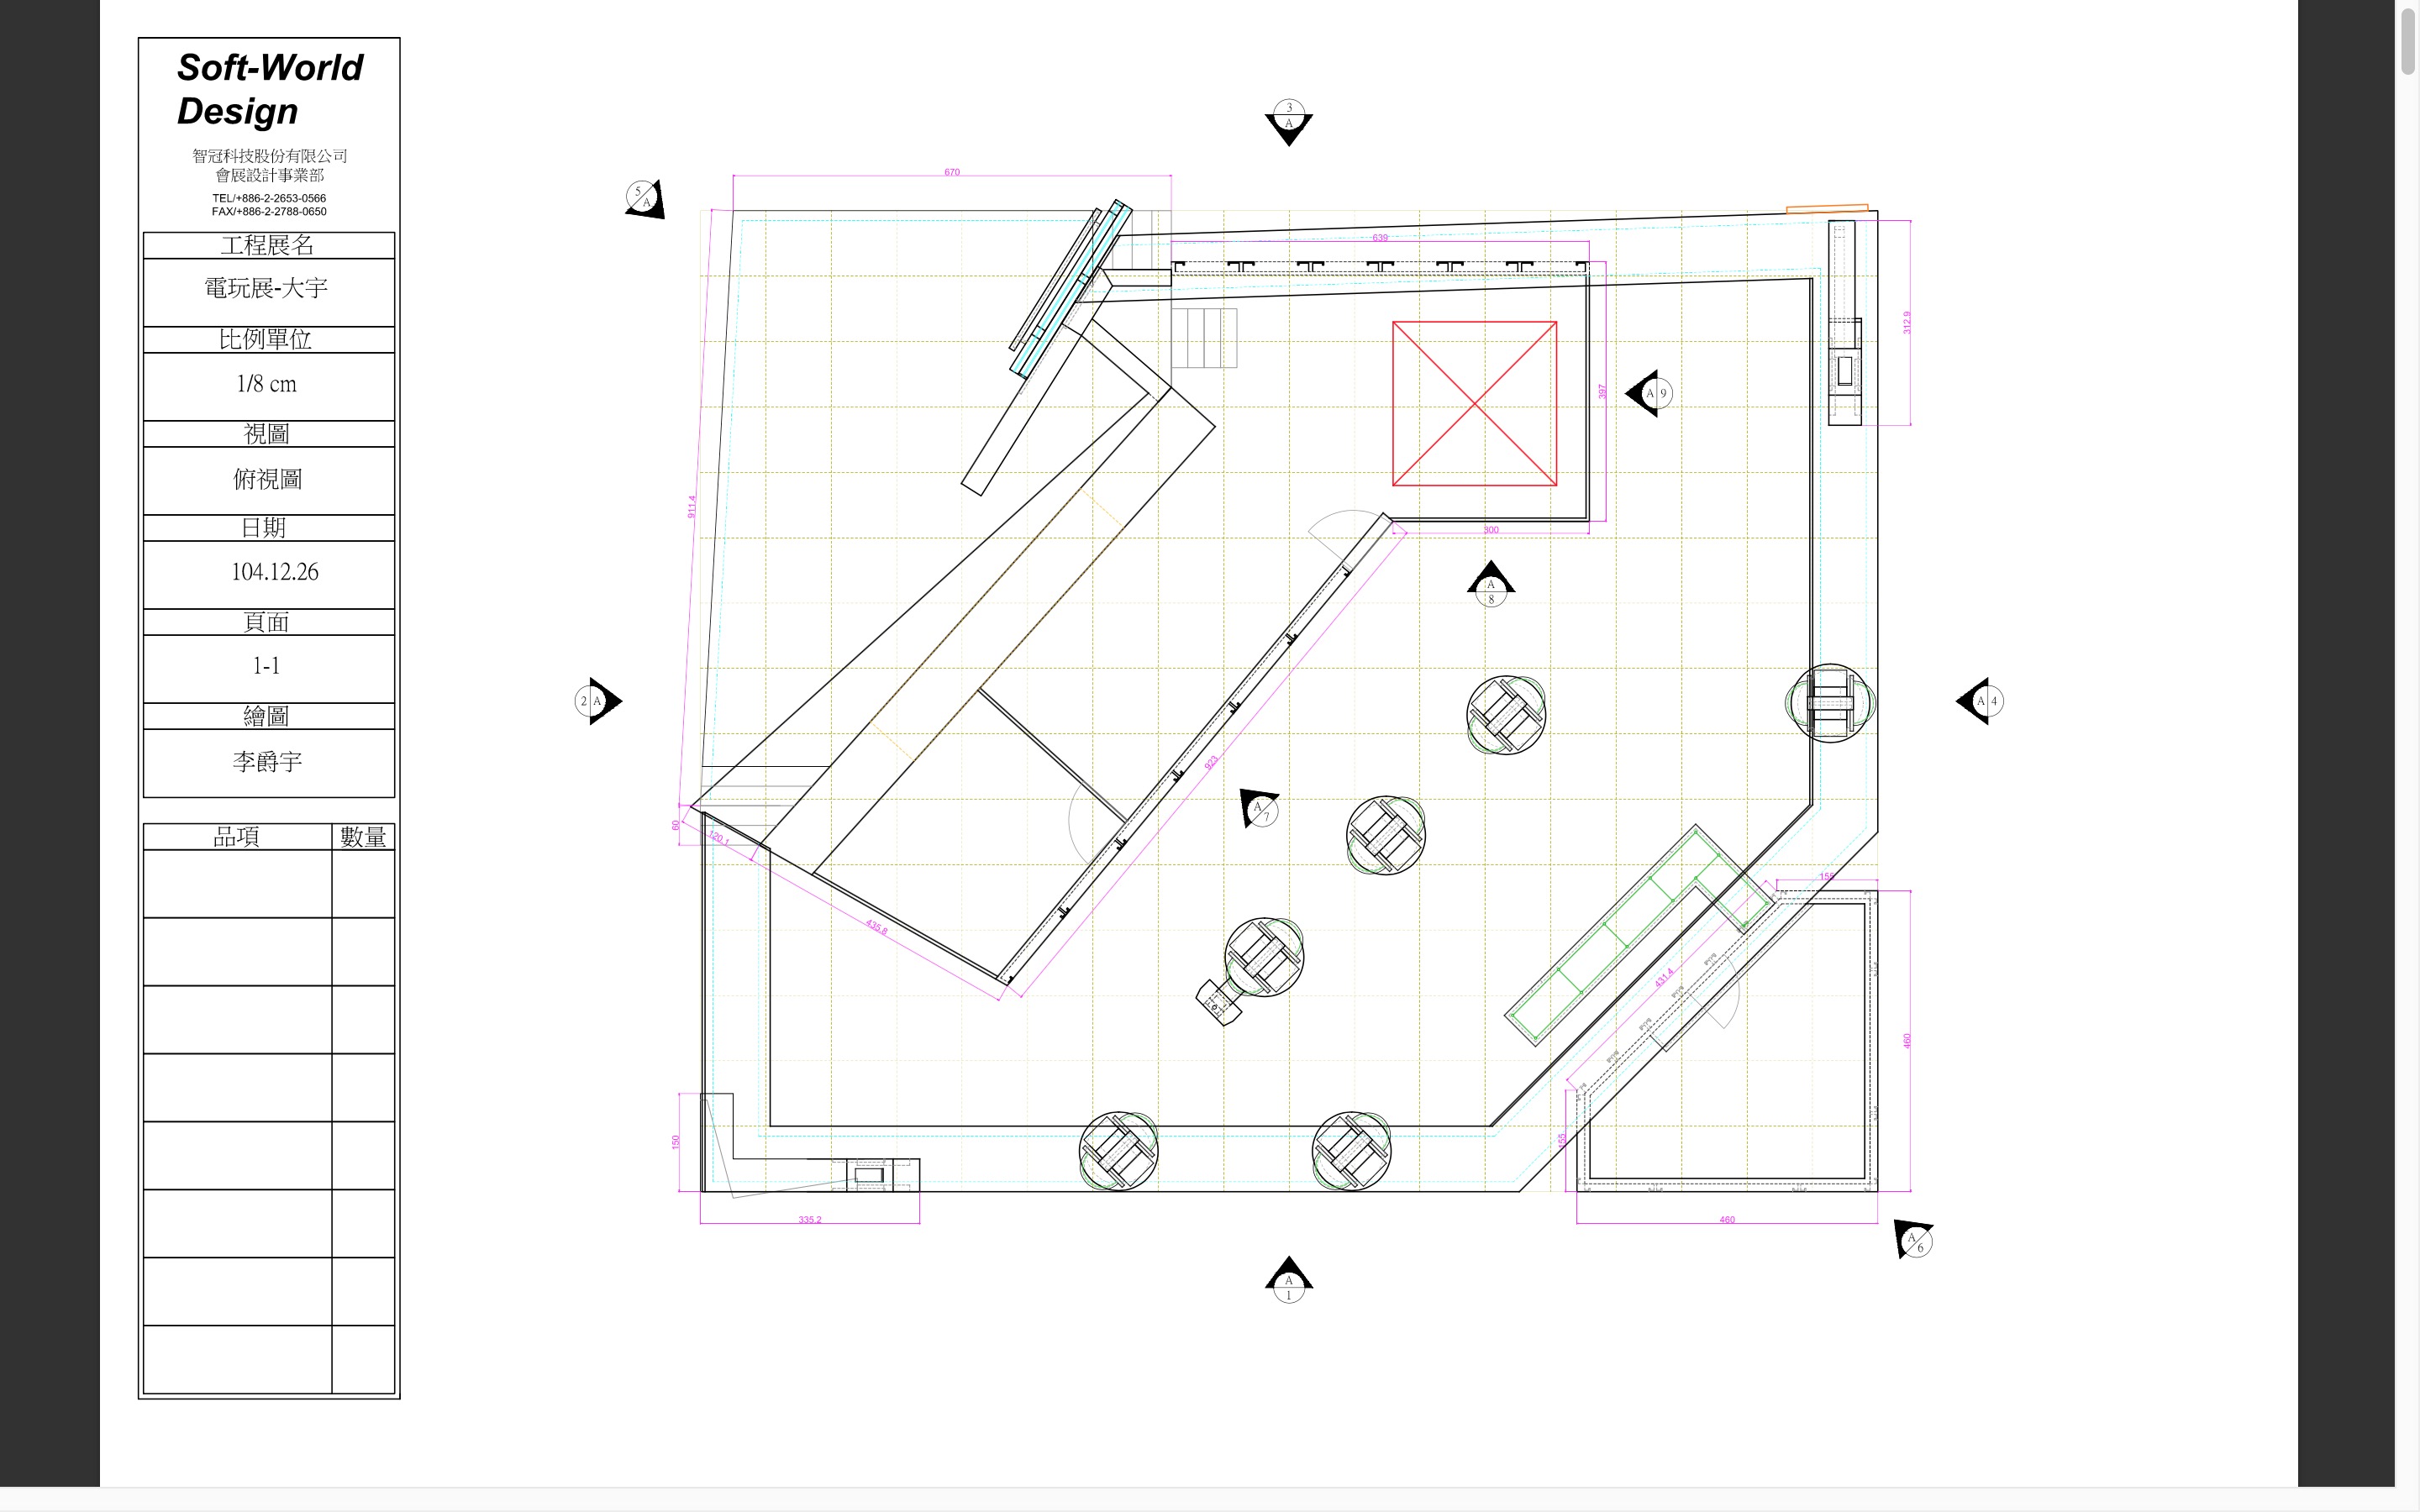 Soft-World
Design
智冠科技股份有限公司
會展設計事業部
TEL/+886-2-2653-0566
FAX/+886-2-2788-0650
工程展名
電玩展-大宇
比例單位
1/8 cm
視圖
俯視圖
日期
104.12.26
頁面
1-1
繪圖
李爵宇
品項 數量
3
A
670
5
A
639
312.9
397
A 9
911.4
300
A
8
2 A
A 4
923
A
7
60
120.1
155
435.8
431.4
460
150
155
335.2
460
A
6
A
1